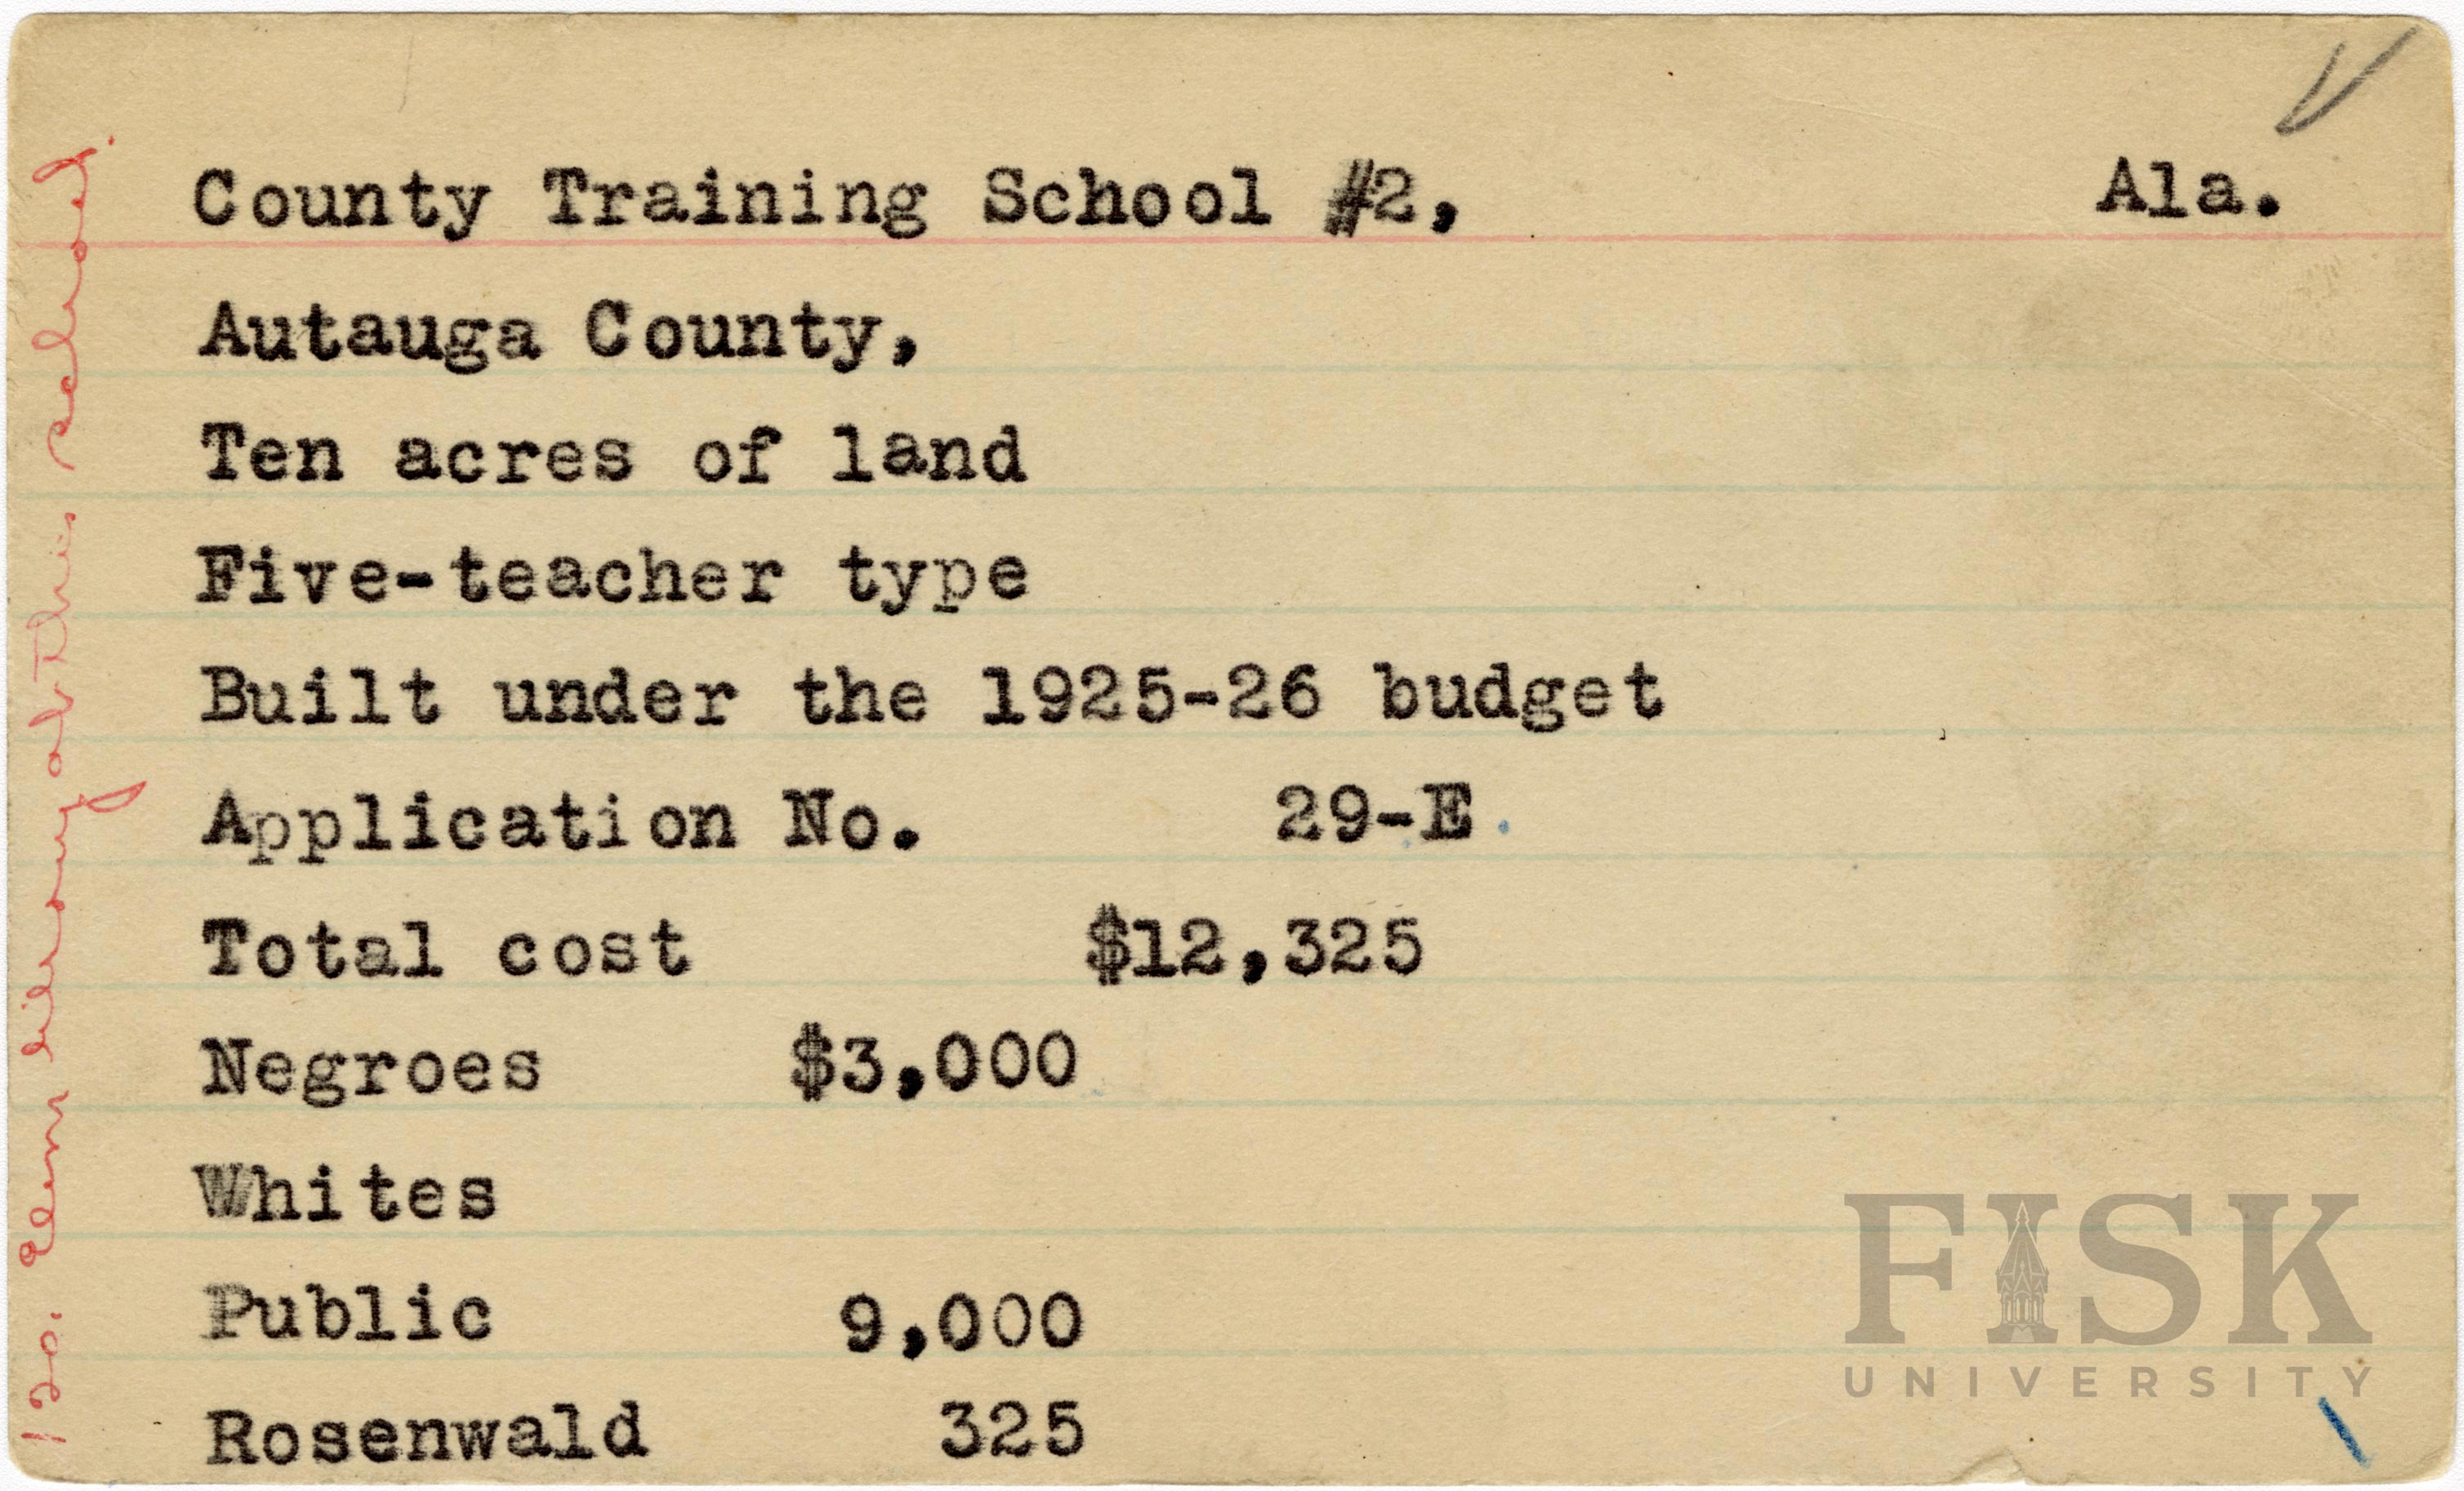 County Training School #2, Ala.
Autauga County,
Ten acres of land
Five-teacher type
Built under the 1925-26 budget
Application No. 29-E
Total cost $12,325
Negroes $3,000
Whites
Public 9,000
Rosenwald 325
120. Elem library at this school.
FISK
UNIVERSITY